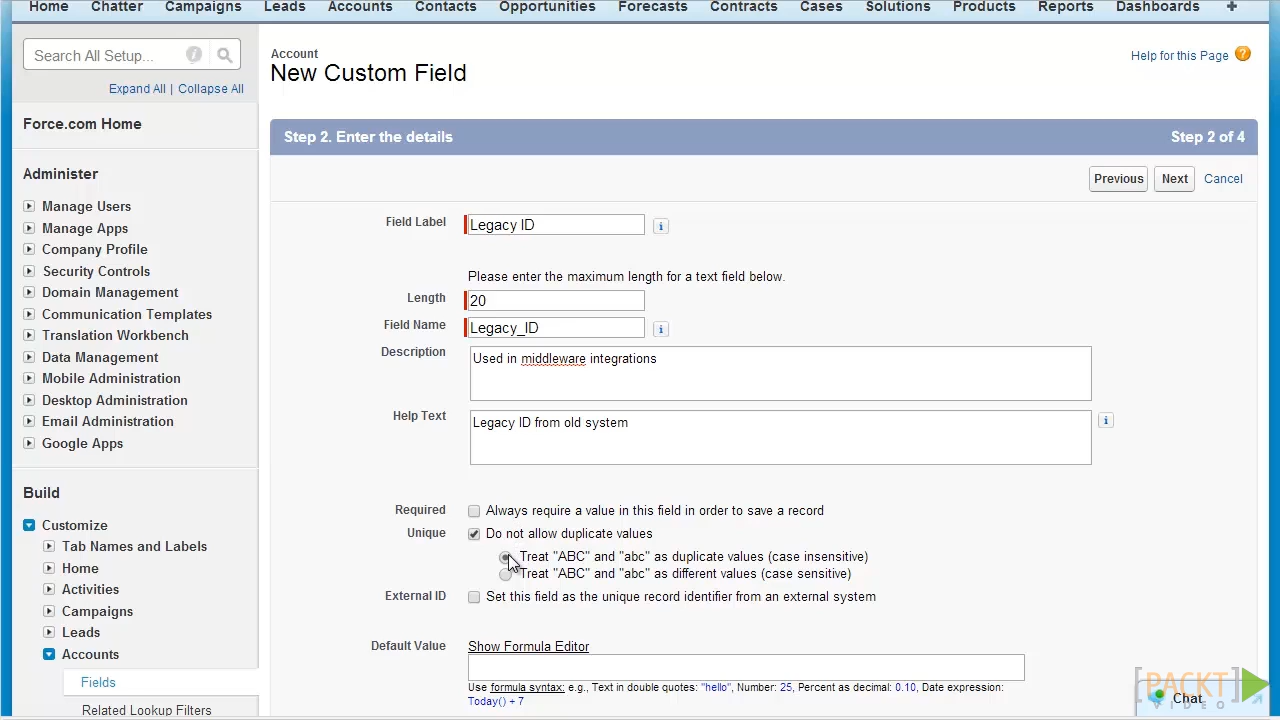 Home Chatter Campaigns Leads Accounts Contacts Opportunities Forecasts Contracts Cases Solutions Products Reports Dashboards +
Search All Setup...
Expand All | Collapse All
Force.com Home
Administer
Manage Users
Manage Apps
Company Profile
Security Controls
Domain Management
Communication Templates
Translation Workbench
Data Management
Mobile Administration
Desktop Administration
Email Administration
Google Apps
Build
Customize
Tab Names and Labels
Home
Activities
Campaigns
Leads
Accounts
Fields
Related Lookup Filters
Account
New Custom Field
Help for this Page ?
Step 2. Enter the details Step 2 of 4
Previous Next Cancel
Field Label Legacy ID
Please enter the maximum length for a text field below.
Length 20
Field Name Legacy_ID
Description Used in middleware integrations
Help Text Legacy ID from old system
Required Always require a value in this field in order to save a record
Unique Do not allow duplicate values
Treat "ABC" and "abc" as duplicate values (case insensitive)
Treat "ABC" and "abc" as different values (case sensitive)
External ID Set this field as the unique record identifier from an external system
Default Value Show Formula Editor
Use formula syntax: e.g., Text in double quotes: "hello", Number: 25, Percent as decimal: 0.10, Date expression:
Today() + 7
[PACKT]
VIDEO
Chat